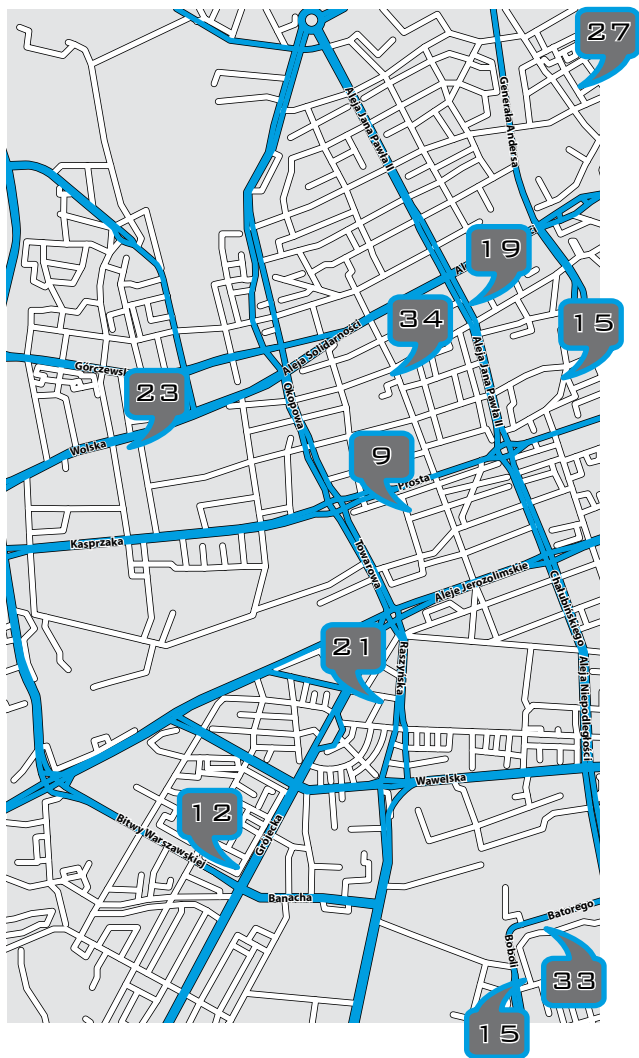 27
Aleja Jana Pawła II
Generała Andersa
19
34
15
Aleja Solidarności
Górczews
23
Okopowa
Aleja Jana Pawła II
Wolska
9
Prosta
Kasprzaka
Towarowa
Aleje Jerozolimskie
Chałubińskiego
21
Raszyńska
Aleja Niepodległości
Wawelska
12
Bitwy Warszawskiej
Grójecka
Banacha
Batorego
Boboli
33
15